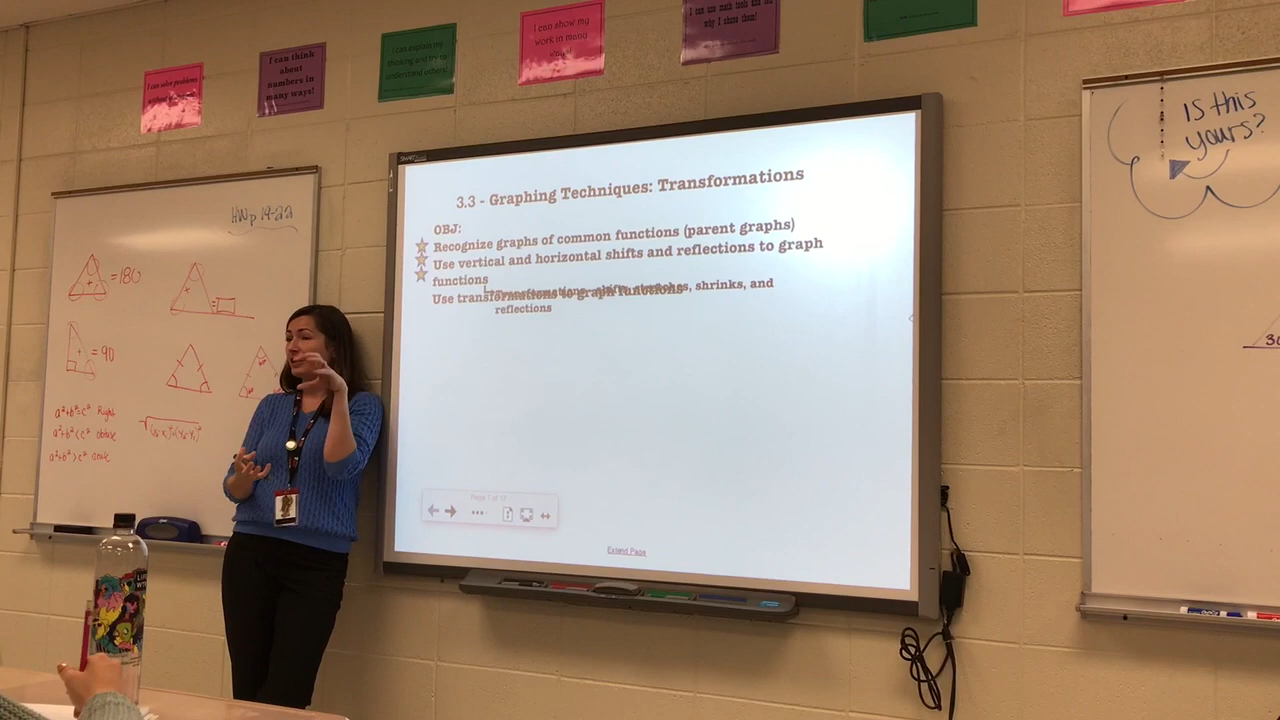 I can solve problems
I can think
about
numbers in
many ways!
I can explain my
thinking and try to
understand others!
I can show my
work in many
ways!
I can use math tools and tell
why I chose them!
HW p 19-22
= 180
= 90
a²+b²=c² Right
a²+b²<c² obtuse
a²+b²>c² acute
SMART
3.3 - Graphing Techniques: Transformations
OBJ:
Recognize graphs of common functions (parent graphs)
Use vertical and horizontal shifts and reflections to graph
functions
Use transformations to graph functions
Transformations: shifts, stretches, shrinks, and
reflections
Extend Page
Is this
yours?